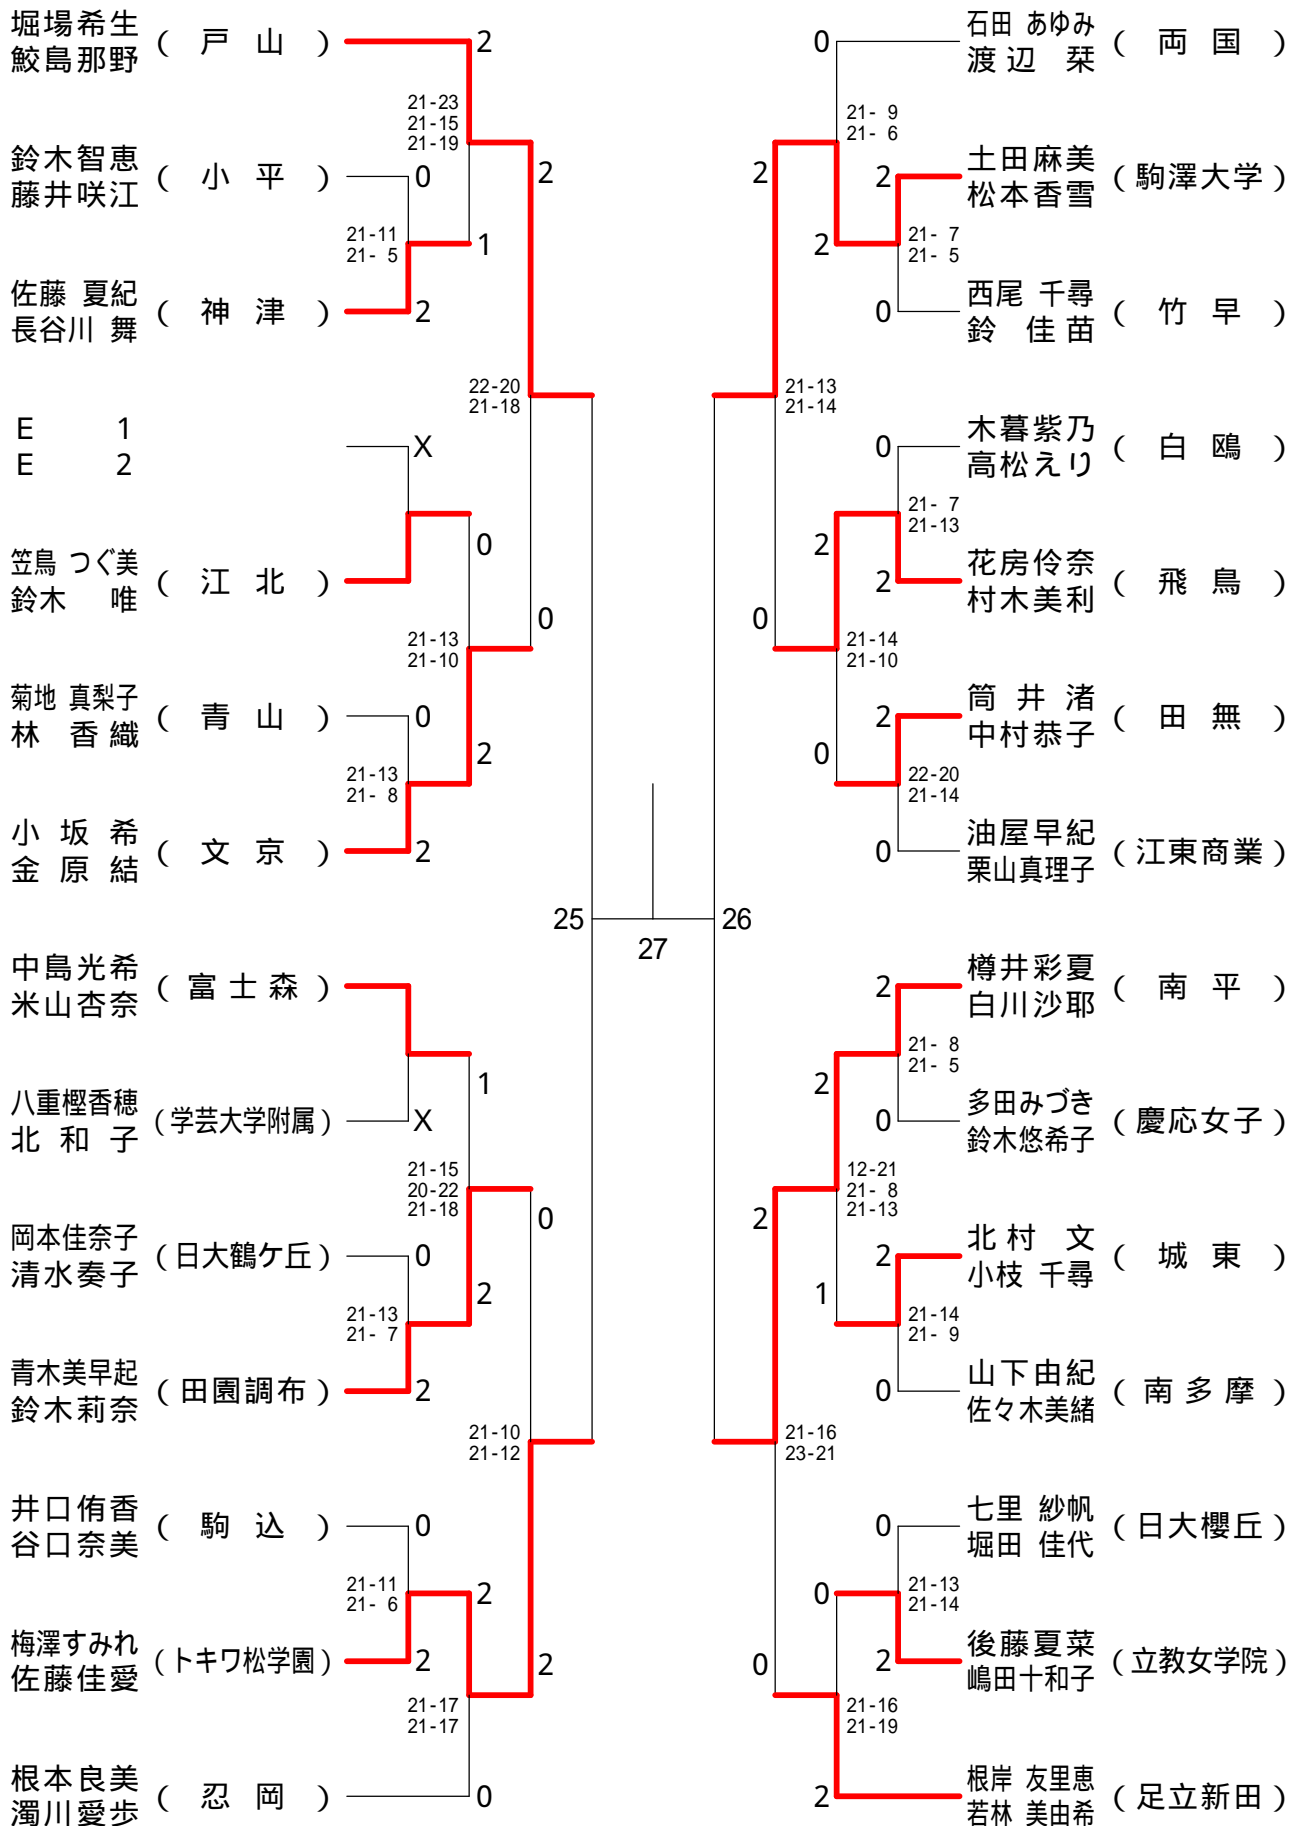 堀場希生
鮫島那野
( 戸 山 )
2
21-23
21-15
21-19
鈴木智恵
藤井咲江
( 小 平 )
0
2
21-11
21- 5
1
佐藤 夏紀
長谷川 舞
( 神 津 )
2
22-20
21-18
E 1
E 2
X
0
笠鳥 つぐ美
鈴木 唯
( 江 北 )
0
21-13
21-10
菊地 真梨子
林 香織
( 青 山 )
0
2
21-13
21- 8
小 坂 希
金 原 結
( 文 京 )
2
25
27
26
中島光希
米山杏奈
( 富 士 森 )
1
八重樫香穂
北 和 子
(学芸大学附属)
X
21-15
20-22
21-18
0
岡本佳奈子
清水奏子
(日大鶴ケ丘)
0
2
21-13
21- 7
青木美早起
鈴木莉奈
(田園調布)
2
21-10
21-12
井口侑香
谷口奈美
( 駒 込 )
0
21-11
21- 6
2
梅澤すみれ
佐藤佳愛
(トキワ松学園)
2
2
21-17
21-17
根本良美
濁川愛歩
( 忍 岡 )
0
0
石田 あゆみ
渡 辺 栞
( 両 国 )
21- 9
21- 6
2
2
土田麻美
松本香雪
(駒澤大学)
2
21- 7
21- 5
0
西尾 千尋
鈴 佳 苗
( 竹 早 )
21-13
21-14
0
木暮紫乃
高松えり
( 白 鴎 )
21- 7
21-13
2
2
花房伶奈
村木美利
( 飛 鳥 )
0
21-14
21-10
2
筒 井 渚
中村恭子
( 田 無 )
0
22-20
21-14
0
油屋早紀
栗山真理子
(江東商業)
2
樽井彩夏
白川沙耶
( 南 平 )
21- 8
21- 5
2
0
多田みづき
鈴木悠希子
(慶応女子)
12-21
21- 8
21-13
2
2
北 村 文
小枝 千尋
( 城 東 )
1
21-14
21- 9
0
山下由紀
佐々木美緒
( 南 多 摩 )
21-16
23-21
0
七里 紗帆
堀田 佳代
(日大櫻丘)
0
21-13
21-14
0
2
後藤夏菜
嶋田十和子
(立教女学院)
21-16
21-19
2
根岸 友里恵
若林 美由希
(足立新田)